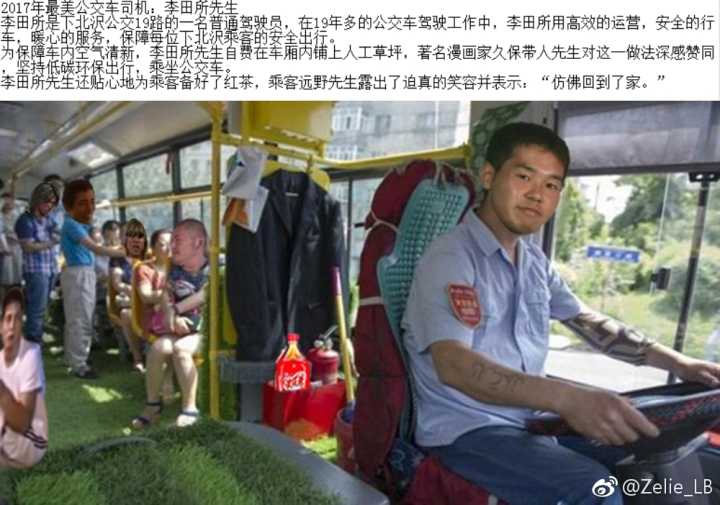 2017年最美公交车司机：李田所先生
李田所是下北沢公交19路的一名普通驾驶员，在19年多的公交车驾驶工作中，李田所用高效的运营，安全的行
车，暖心的服务，保障每位下北沢乘客的安全出行。
为保障车内空气清新，李田所先生自费在车厢内铺上人工草坪，著名漫画家久保带人先生对这一做法深感赞同
，坚持低碳环保出行，乘坐公交车。
李田所先生还贴心地为乘客备好了红茶，乘客远野先生露出了迫真的笑容并表示：“仿佛回到了家。”
@Zelie_LB